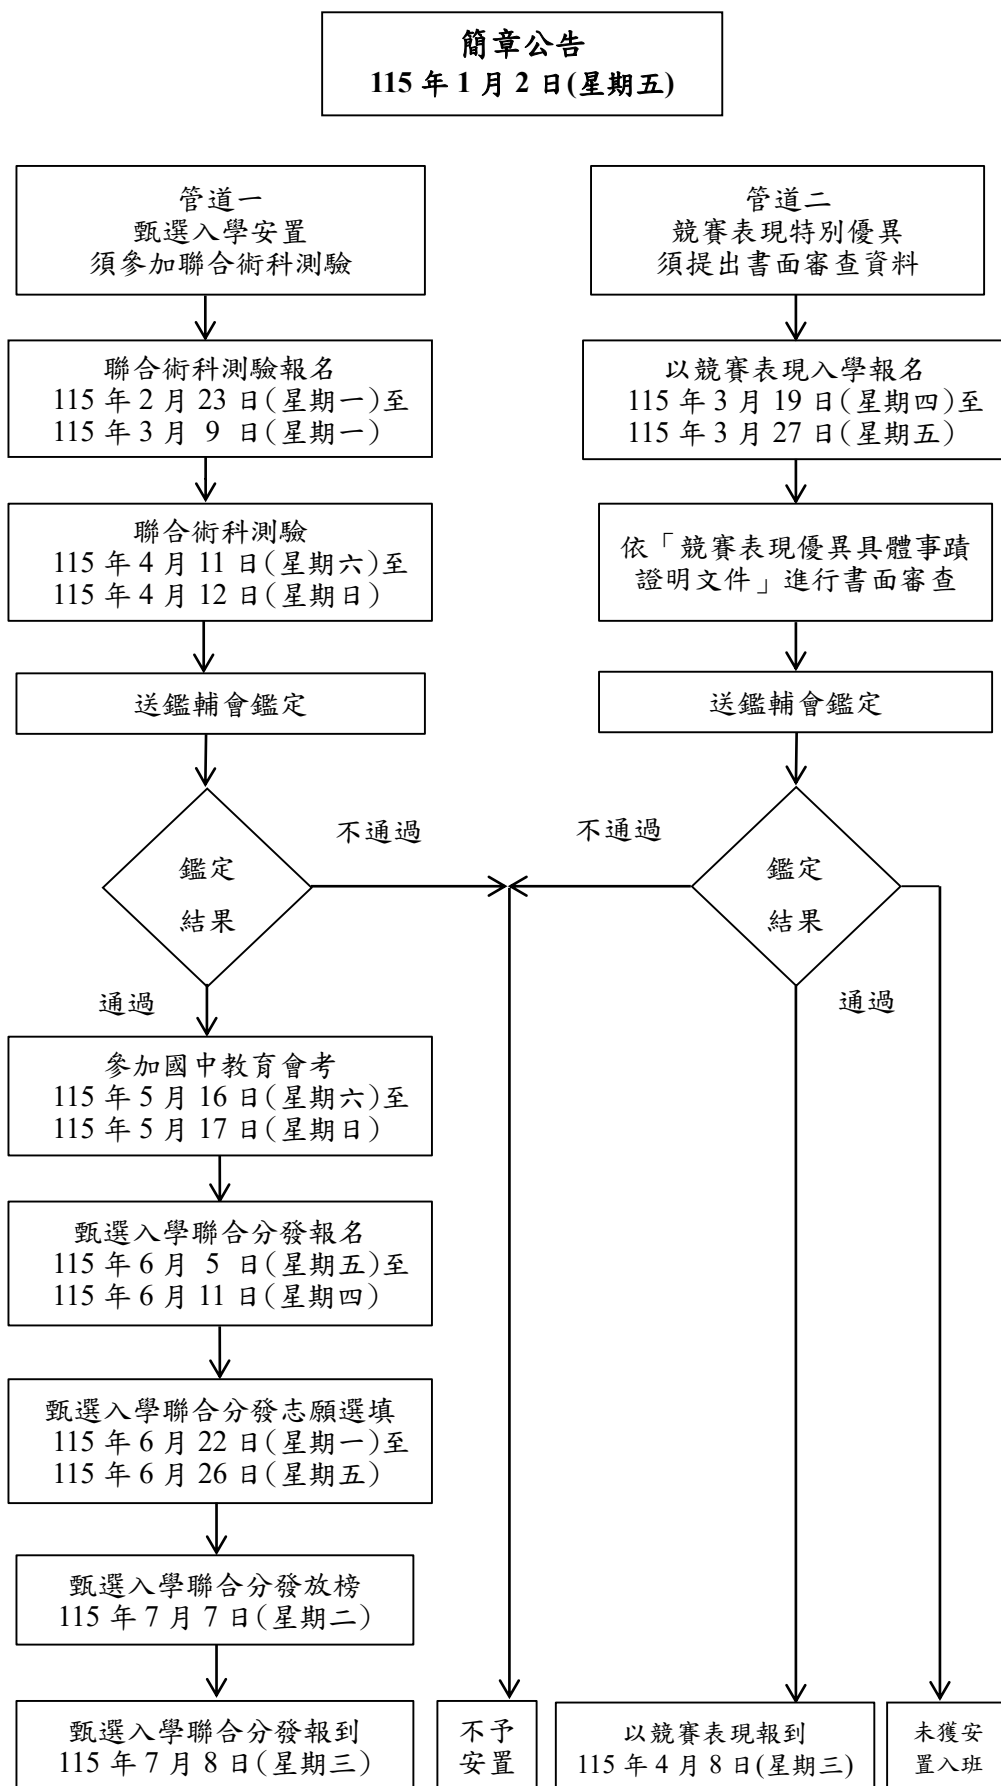 簡章公告
115 年 1 月 2 日(星期五)
管道一
甄選入學安置
須參加聯合術科測驗
聯合術科測驗報名
115 年 2 月 23 日(星期一)至
115 年 3 月 9 日(星期一)
聯合術科測驗
115 年 4 月 11 日(星期六)至
115 年 4 月 12 日(星期日)
送鑑輔會鑑定
鑑定
結果
不通過
通過
參加國中教育會考
115 年 5 月 16 日(星期六)至
115 年 5 月 17 日(星期日)
甄選入學聯合分發報名
115 年 6 月 5 日(星期五)至
115 年 6 月 11 日(星期四)
甄選入學聯合分發志願選填
115 年 6 月 22 日(星期一)至
115 年 6 月 26 日(星期五)
甄選入學聯合分發放榜
115 年 7 月 7 日(星期二)
甄選入學聯合分發報到
115 年 7 月 8 日(星期三)
管道二
競賽表現特別優異
須提出書面審查資料
以競賽表現入學報名
115 年 3 月 19 日(星期四)至
115 年 3 月 27 日(星期五)
依「競賽表現優異具體事蹟
證明文件」進行書面審查
送鑑輔會鑑定
鑑定
結果
不通過
通過
不予
安置
以競賽表現報到
115 年 4 月 8 日(星期三)
未獲安
置入班